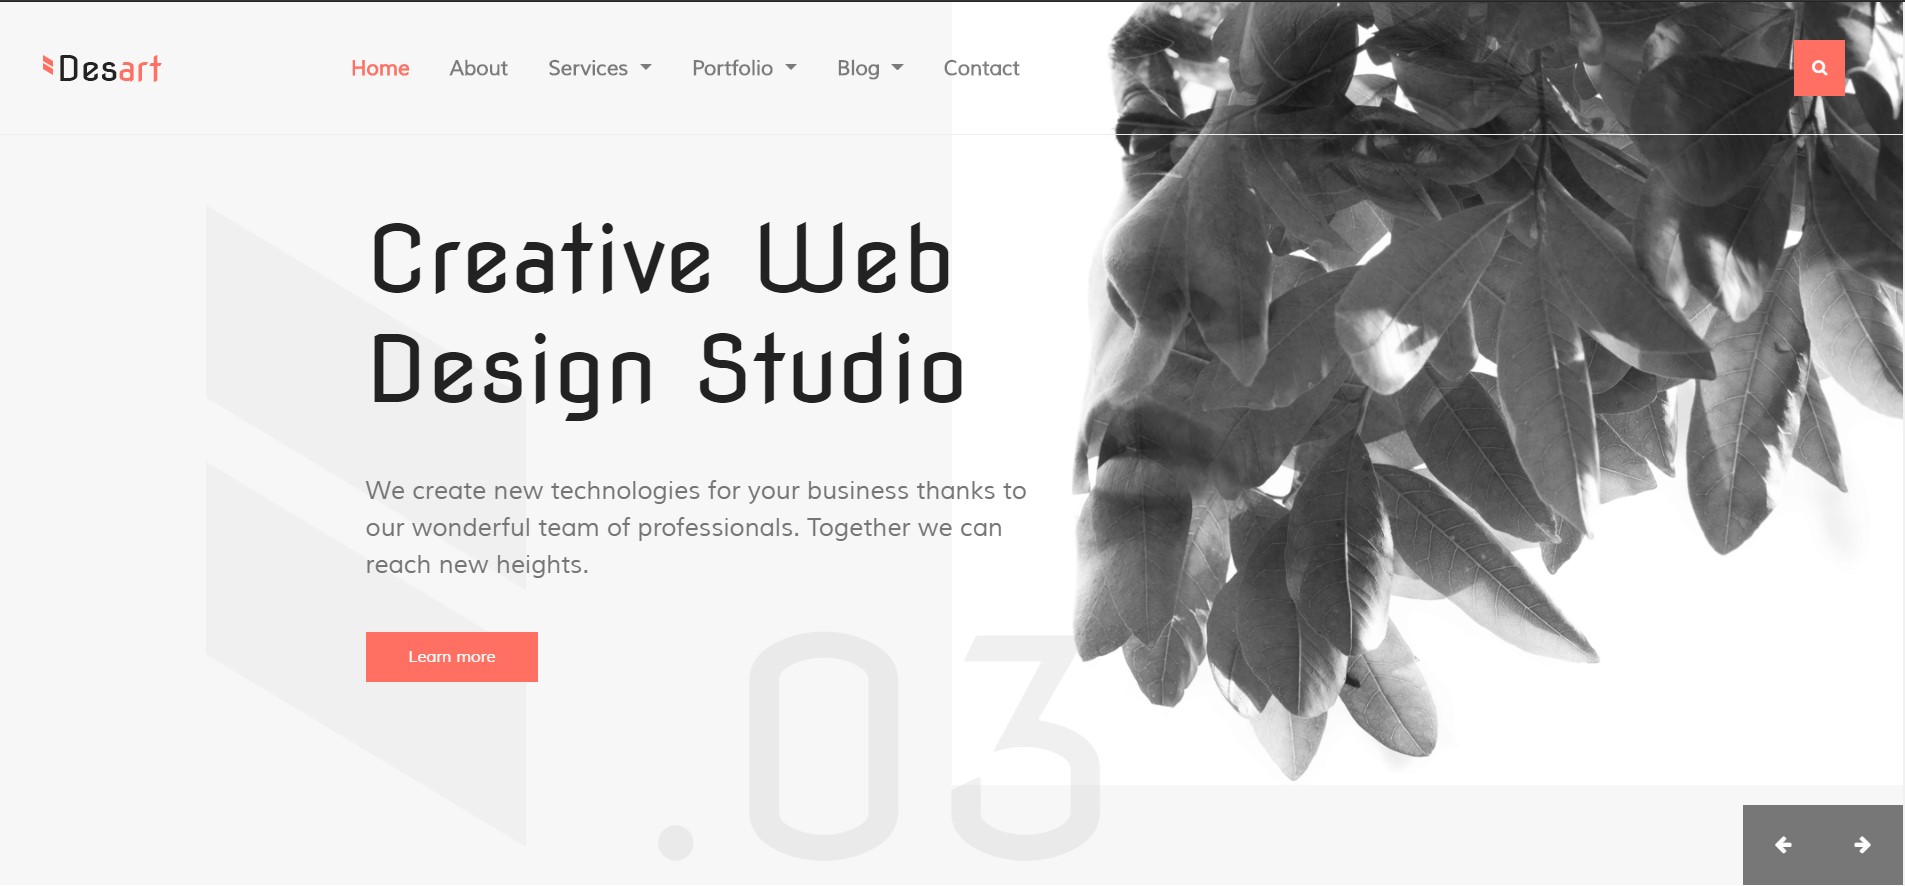 Desart
Home About Services Portfolio Blog Contact
Creative Web
Design Studio
We create new technologies for your business thanks to
our wonderful team of professionals. Together we can
reach new heights.
Learn more
.03